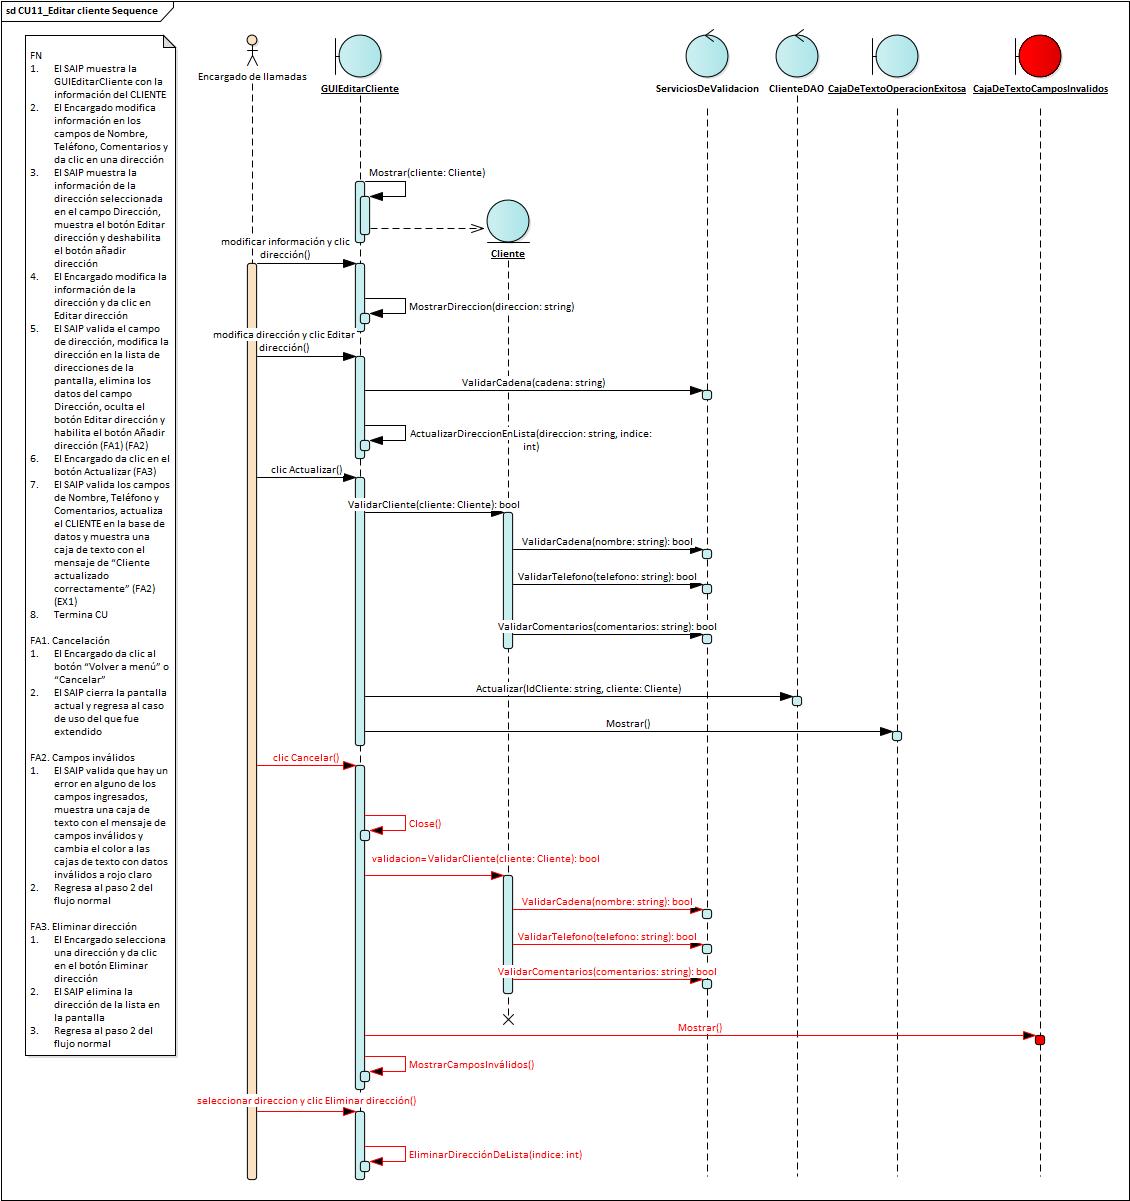 sd CU11_Editar cliente Sequence
FN
1. El SAIP muestra la
GUIEditarCliente con la
información del CLIENTE
2. El Encargado modifica
información en los
campos de Nombre,
Teléfono, Comentarios y
da clic en una dirección
3. El SAIP muestra la
información de la
dirección seleccionada
en el campo Dirección,
muestra el botón Editar
dirección y deshabilita
el botón añadir
dirección
4. El Encargado modifica la
información de la
dirección y da clic en
Editar dirección
5. El SAIP valida el campo
de dirección, modifica la
dirección en la lista de
direcciones de la
pantalla, elimina los
datos del campo
Dirección, oculta el
botón Editar dirección y
habilita el botón Añadir
dirección (FA1) (FA2)
6. El Encargado da clic en el
botón Actualizar (FA3)
7. El SAIP valida los campos
de Nombre, Teléfono y
Comentarios, actualiza
el CLIENTE en la base de
datos y muestra una
caja de texto con el
mensaje de “Cliente
actualizado
correctamente” (FA2)
(EX1)
8. Termina CU
FA1. Cancelación
1. El Encargado da clic al
botón “Volver a menú” o
“Cancelar”
2. El SAIP cierra la pantalla
actual y regresa al caso
de uso del que fue
extendido
FA2. Campos inválidos
1. El SAIP valida que hay un
error en alguno de los
campos ingresados,
muestra una caja de
texto con el mensaje de
campos inválidos y
cambia el color a las
cajas de texto con datos
inválidos a rojo claro
2. Regresa al paso 2 del
flujo normal
FA3. Eliminar dirección
1. El Encargado selecciona
una dirección y da clic
en el botón Eliminar
dirección
2. El SAIP elimina la
dirección de la lista en
la pantalla
3. Regresa al paso 2 del
flujo normal
Encargado de llamadas
GUIEditarCliente
ServiciosDeValidacion
ClienteDAO
CajaDeTextoOperacionExitosa
CajaDeTextoCamposInvalidos
Mostrar(cliente: Cliente)
Cliente
modificar información y clic
dirección()
MostrarDireccion(direccion: string)
modifica dirección y clic Editar
dirección()
ValidarCadena(cadena: string)
ActualizarDireccionEnLista(direccion: string, indice:
int)
clic Actualizar()
ValidarCliente(cliente: Cliente): bool
ValidarCadena(nombre: string): bool
ValidarTelefono(telefono: string): bool
ValidarComentarios(comentarios: string): bool
Actualizar(IdCliente: string, cliente: Cliente)
Mostrar()
clic Cancelar()
Close()
validacion= ValidarCliente(cliente: Cliente): bool
ValidarCadena(nombre: string): bool
ValidarTelefono(telefono: string): bool
ValidarComentarios(comentarios: string): bool
Mostrar()
MostrarCamposInválidos()
seleccionar direccion y clic Eliminar dirección()
EliminarDirecciónDeLista(indice: int)